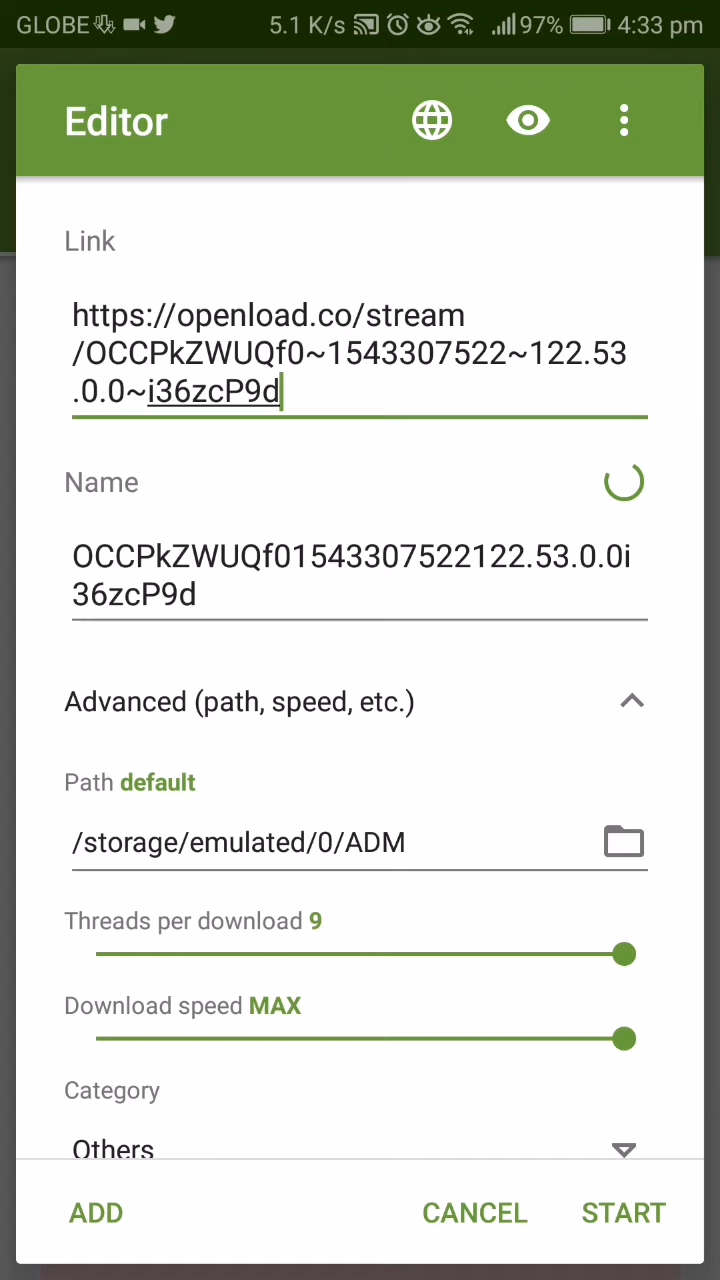 GLOBE 5.1 K/s 97% 4:33 pm
Editor
Link
https://openload.co/stream
/OCCPkZWUQf0~1543307522~122.53
.0.0~i36zcP9d
Name
OCCPkZWUQf01543307522122.53.0.0i
36zcP9d
Advanced (path, speed, etc.)
Path default
/storage/emulated/0/ADM
Threads per download 9
Download speed MAX
Category
Others
ADD CANCEL START